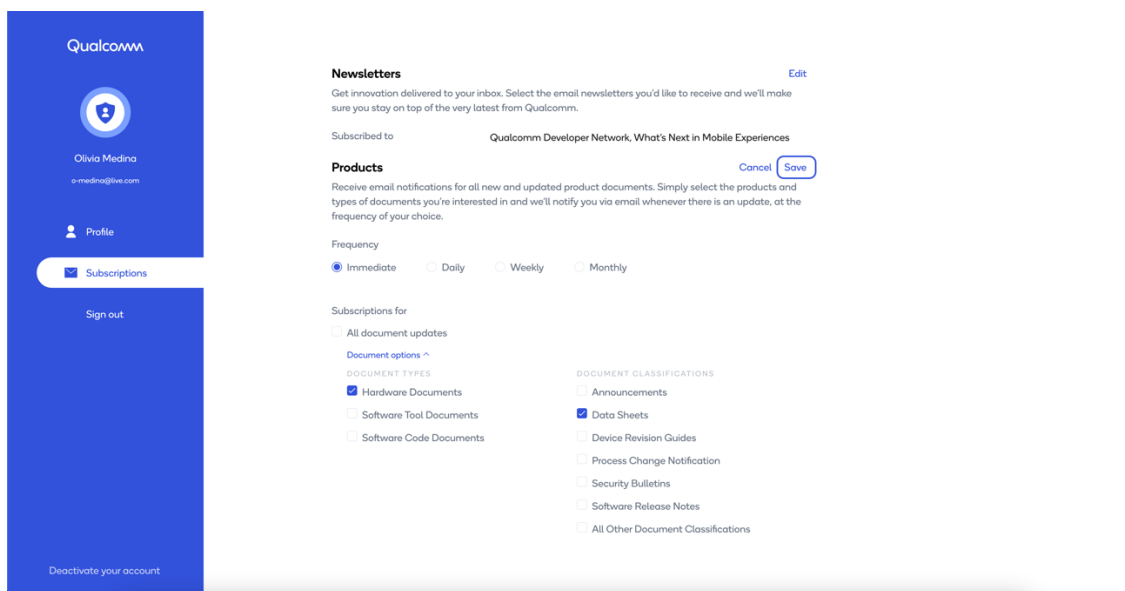 Qualcomm
Olivia Medina
o-medina@live.com
Profile
Subscriptions
Sign out
Deactivate your account
Newsletters
Edit
Get innovation delivered to your inbox. Select the email newsletters you'd like to receive and we'll make
sure you stay on top of the very latest from Qualcomm.
Subscribed to
Qualcomm Developer Network, What's Next in Mobile Experiences
Products
Cancel
Save
Receive email notifications for all new and updated product documents. Simply select the products and
types of documents you're interested in and we'll notify you via email whenever there is an update, at the
frequency of your choice.
Frequency
Immediate
Daily
Weekly
Monthly
Subscriptions for
All document updates
Document options
DOCUMENT TYPES
Hardware Documents
Software Tool Documents
Software Code Documents
DOCUMENT CLASSIFICATIONS
Announcements
Data Sheets
Device Revision Guides
Process Change Notification
Security Bulletins
Software Release Notes
All Other Document Classifications